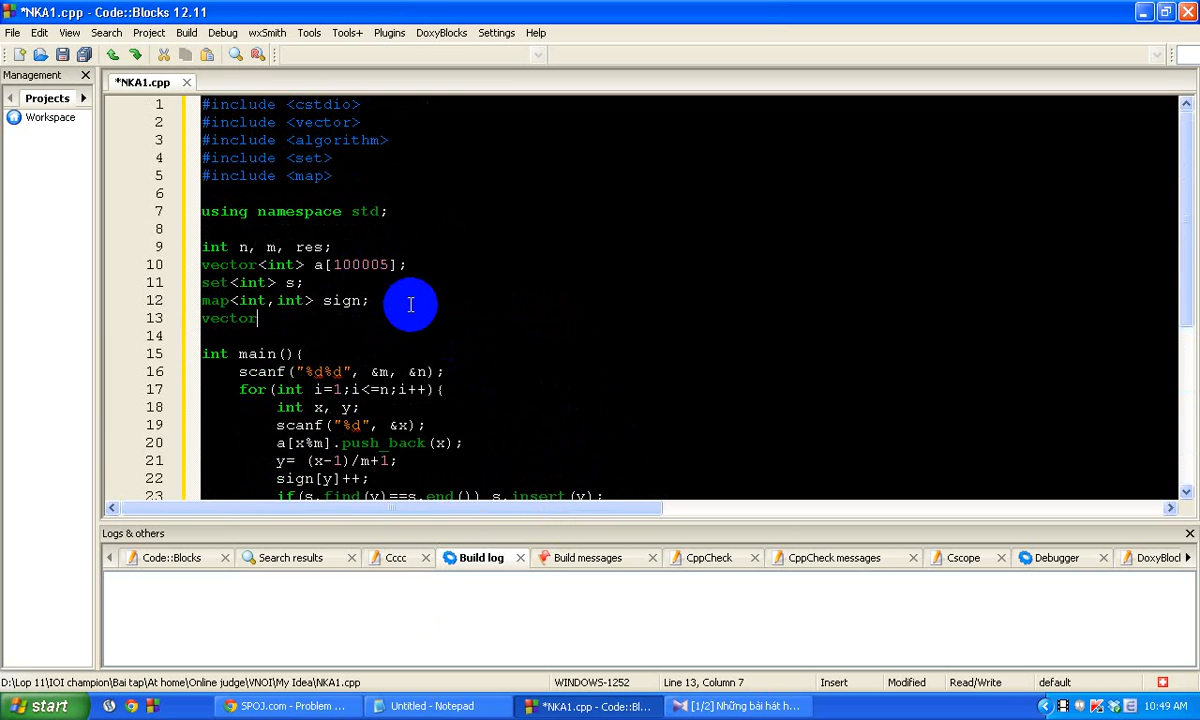 *NKA1.cpp - Code::Blocks 12.11
File Edit View Search Project Build Debug wxSmith Tools Tools+ Plugins DoxyBlocks Settings Help
Management
*NKA1.cpp
Projects
Workspace
1 #include <cstdio>
2 #include <vector>
3 #include <algorithm>
4 #include <set>
5 #include <map>
6
7 using namespace std;
8
9 int n, m, res;
10 vector<int> a[100005];
11 set<int> s;
12 map<int,int> sign;
13 vector
14
15 int main(){
16 scanf("%d%d", &m, &n);
17 for(int i=1;i<=n;i++){
18 int x, y;
19 scanf("%d", &x);
20 a[x%m].push_back(x);
21 y= (x-1)/m+1;
22 sign[y]++;
23 if(s.find(y)==s.end()) s.insert(y);
Logs & others
Code::Blocks Search results Cccc Build log Build messages CppCheck CppCheck messages Cscope Debugger DoxyBlocl
D:\Lop 11\IOI champion\Bai tap\At home\Online judge\VNOI\My Idea\NKA1.cpp WINDOWS-1252 Line 13, Column 7 Insert Modified Read/Write default
start SPOJ.com - Problem ... Untitled - Notepad *NKA1.cpp - Code::Bl... [1/2] Những bài hát h... 10:49 AM